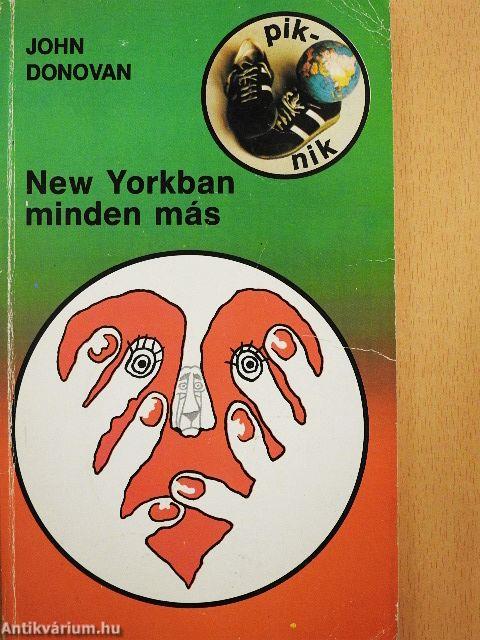 JOHN
DONOVAN
pik-
nik
New Yorkban
minden más
Antikvárium.hu